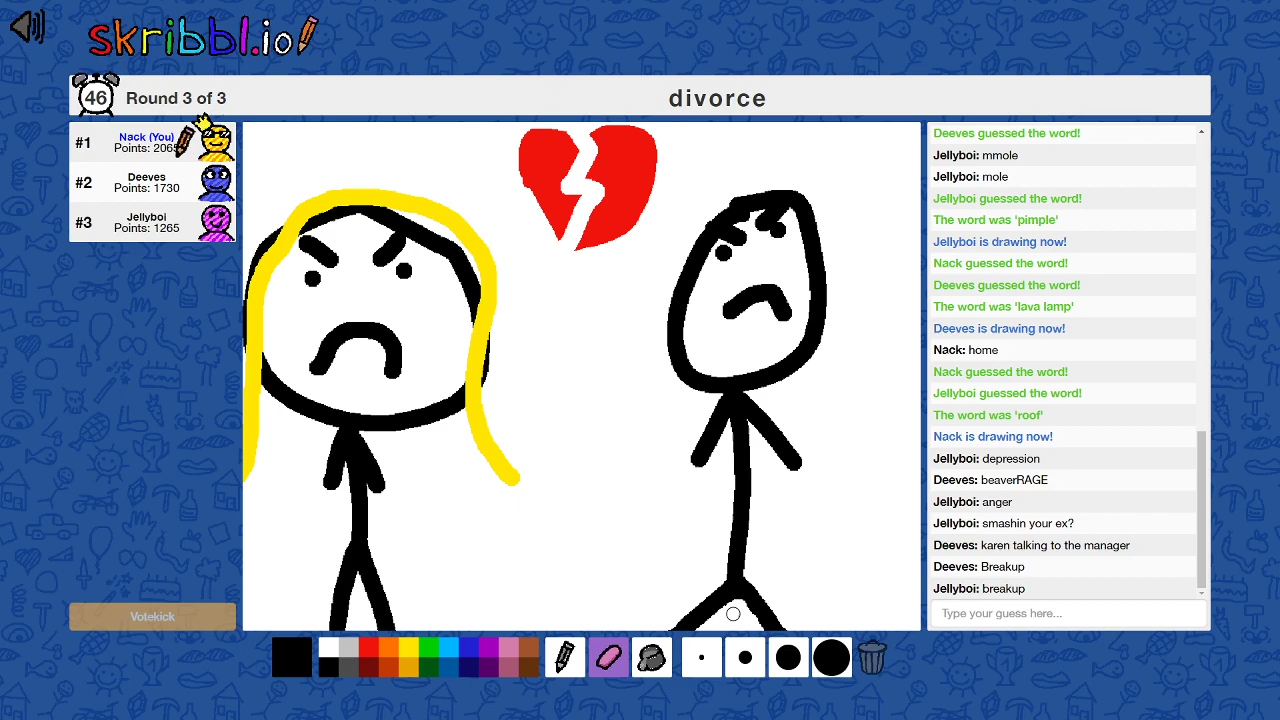 skribbl.io
46
Round 3 of 3
divorce
#1
Nack (You)
Points: 2065
#2
Deeves
Points: 1730
#3
Jellyboi
Points: 1265
Votekick
Deeves guessed the word!
Jellyboi: mmole
Jellyboi: mole
Jellyboi guessed the word!
The word was 'pimple'
Jellyboi is drawing now!
Nack guessed the word!
Deeves guessed the word!
The word was 'lava lamp'
Deeves is drawing now!
Nack: home
Nack guessed the word!
Jellyboi guessed the word!
The word was 'roof'
Nack is drawing now!
Jellyboi: depression
Deeves: beaverRAGE
Jellyboi: anger
Jellyboi: smashin your ex?
Deeves: karen talking to the manager
Deeves: Breakup
Jellyboi: breakup
Type your guess here...